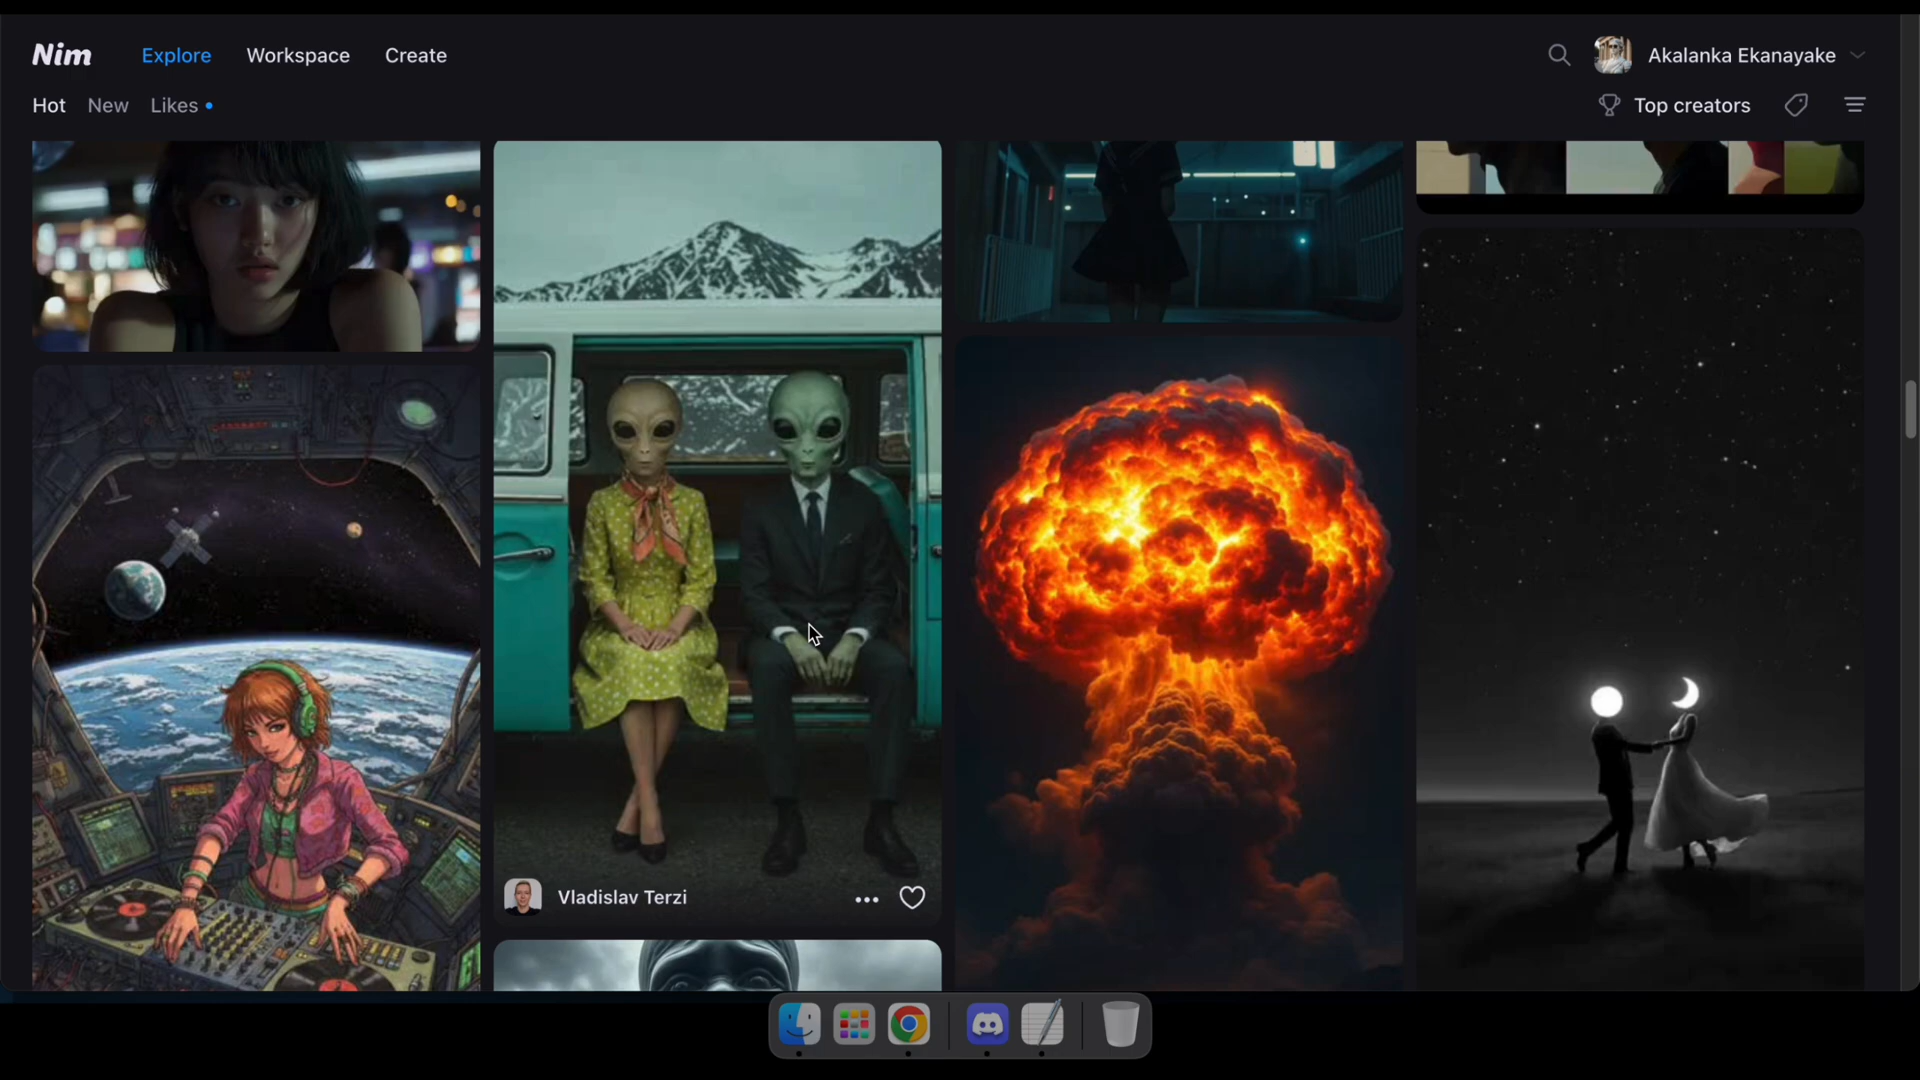 Nim
Explore
Workspace
Create
Akalanka Ekanayake
Hot
New
Likes
Top creators
Vladislav Terzi